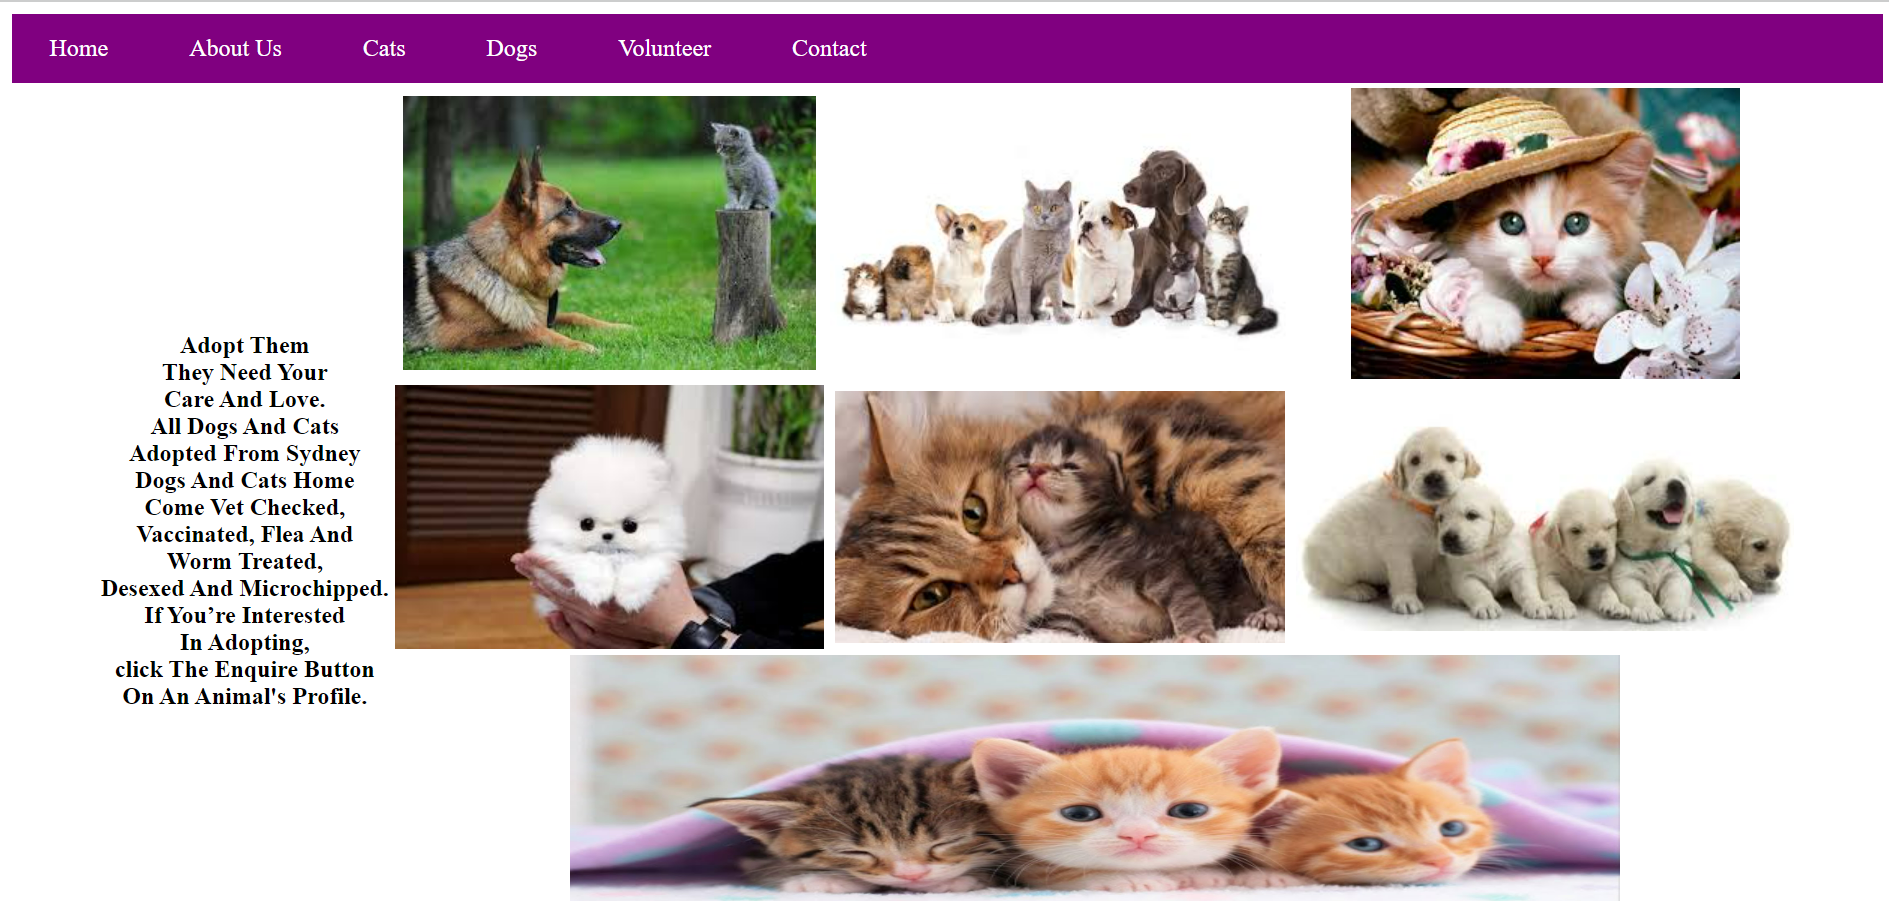 Home About Us Cats Dogs Volunteer Contact
Adopt Them
They Need Your
Care And Love.
All Dogs And Cats
Adopted From Sydney
Dogs And Cats Home
Come Vet Checked,
Vaccinated, Flea And
Worm Treated,
Desexed And Microchipped.
If You’re Interested
In Adopting,
click The Enquire Button
On An Animal's Profile.